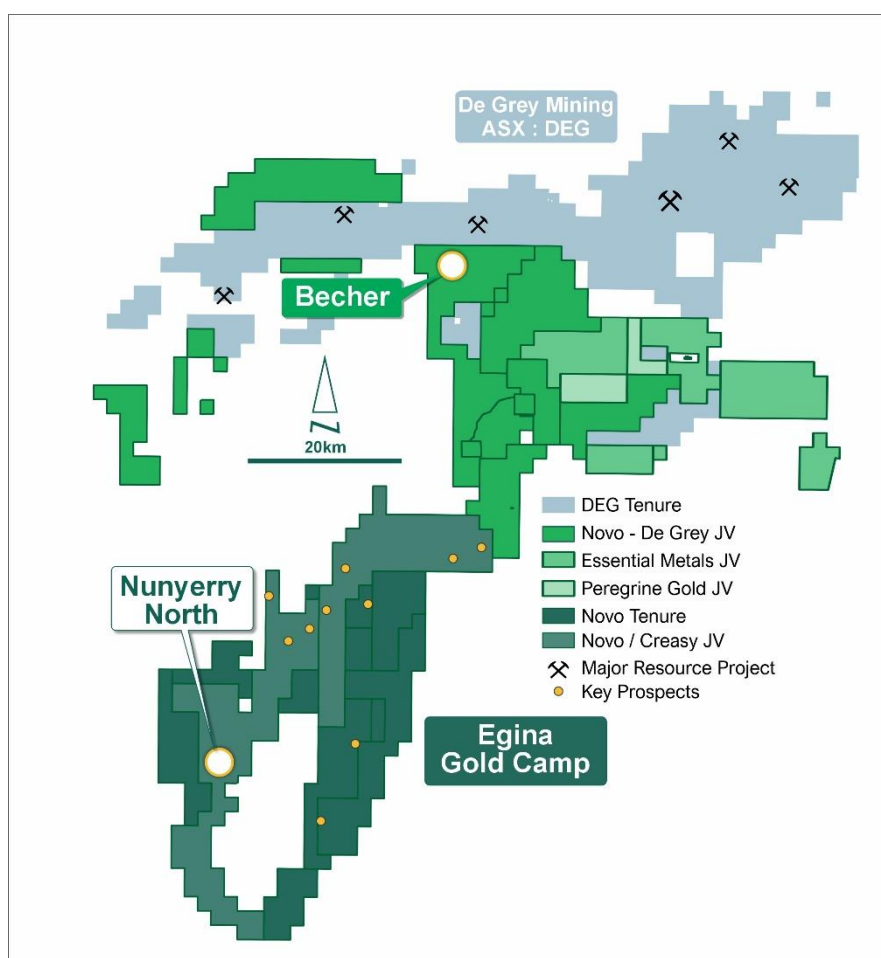 De Grey Mining
ASX : DEG
Becher
N
20km
DEG Tenure
Novo - De Grey JV
Essential Metals JV
Peregrine Gold JV
Novo Tenure
Novo / Creasy JV
Major Resource Project
Key Prospects
Nunyerry
North
Egina
Gold Camp